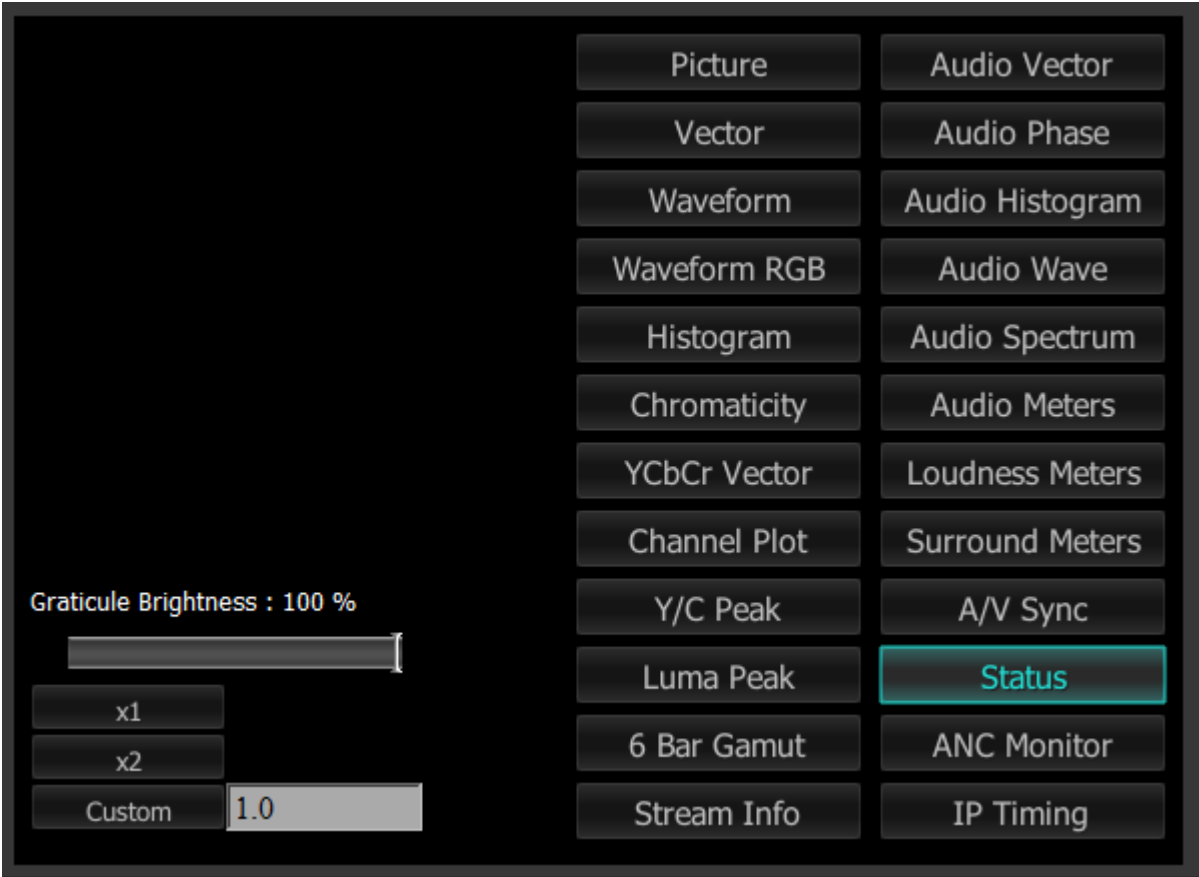 Picture
Audio Vector
Vector
Audio Phase
Waveform
Audio Histogram
Waveform RGB
Audio Wave
Histogram
Audio Spectrum
Chromaticity
Audio Meters
YCbCr Vector
Loudness Meters
Channel Plot
Surround Meters
Graticule Brightness : 100 %
Y/C Peak
A/V Sync
Luma Peak
Status
x1
6 Bar Gamut
ANC Monitor
x2
Custom
1.0
Stream Info
IP Timing